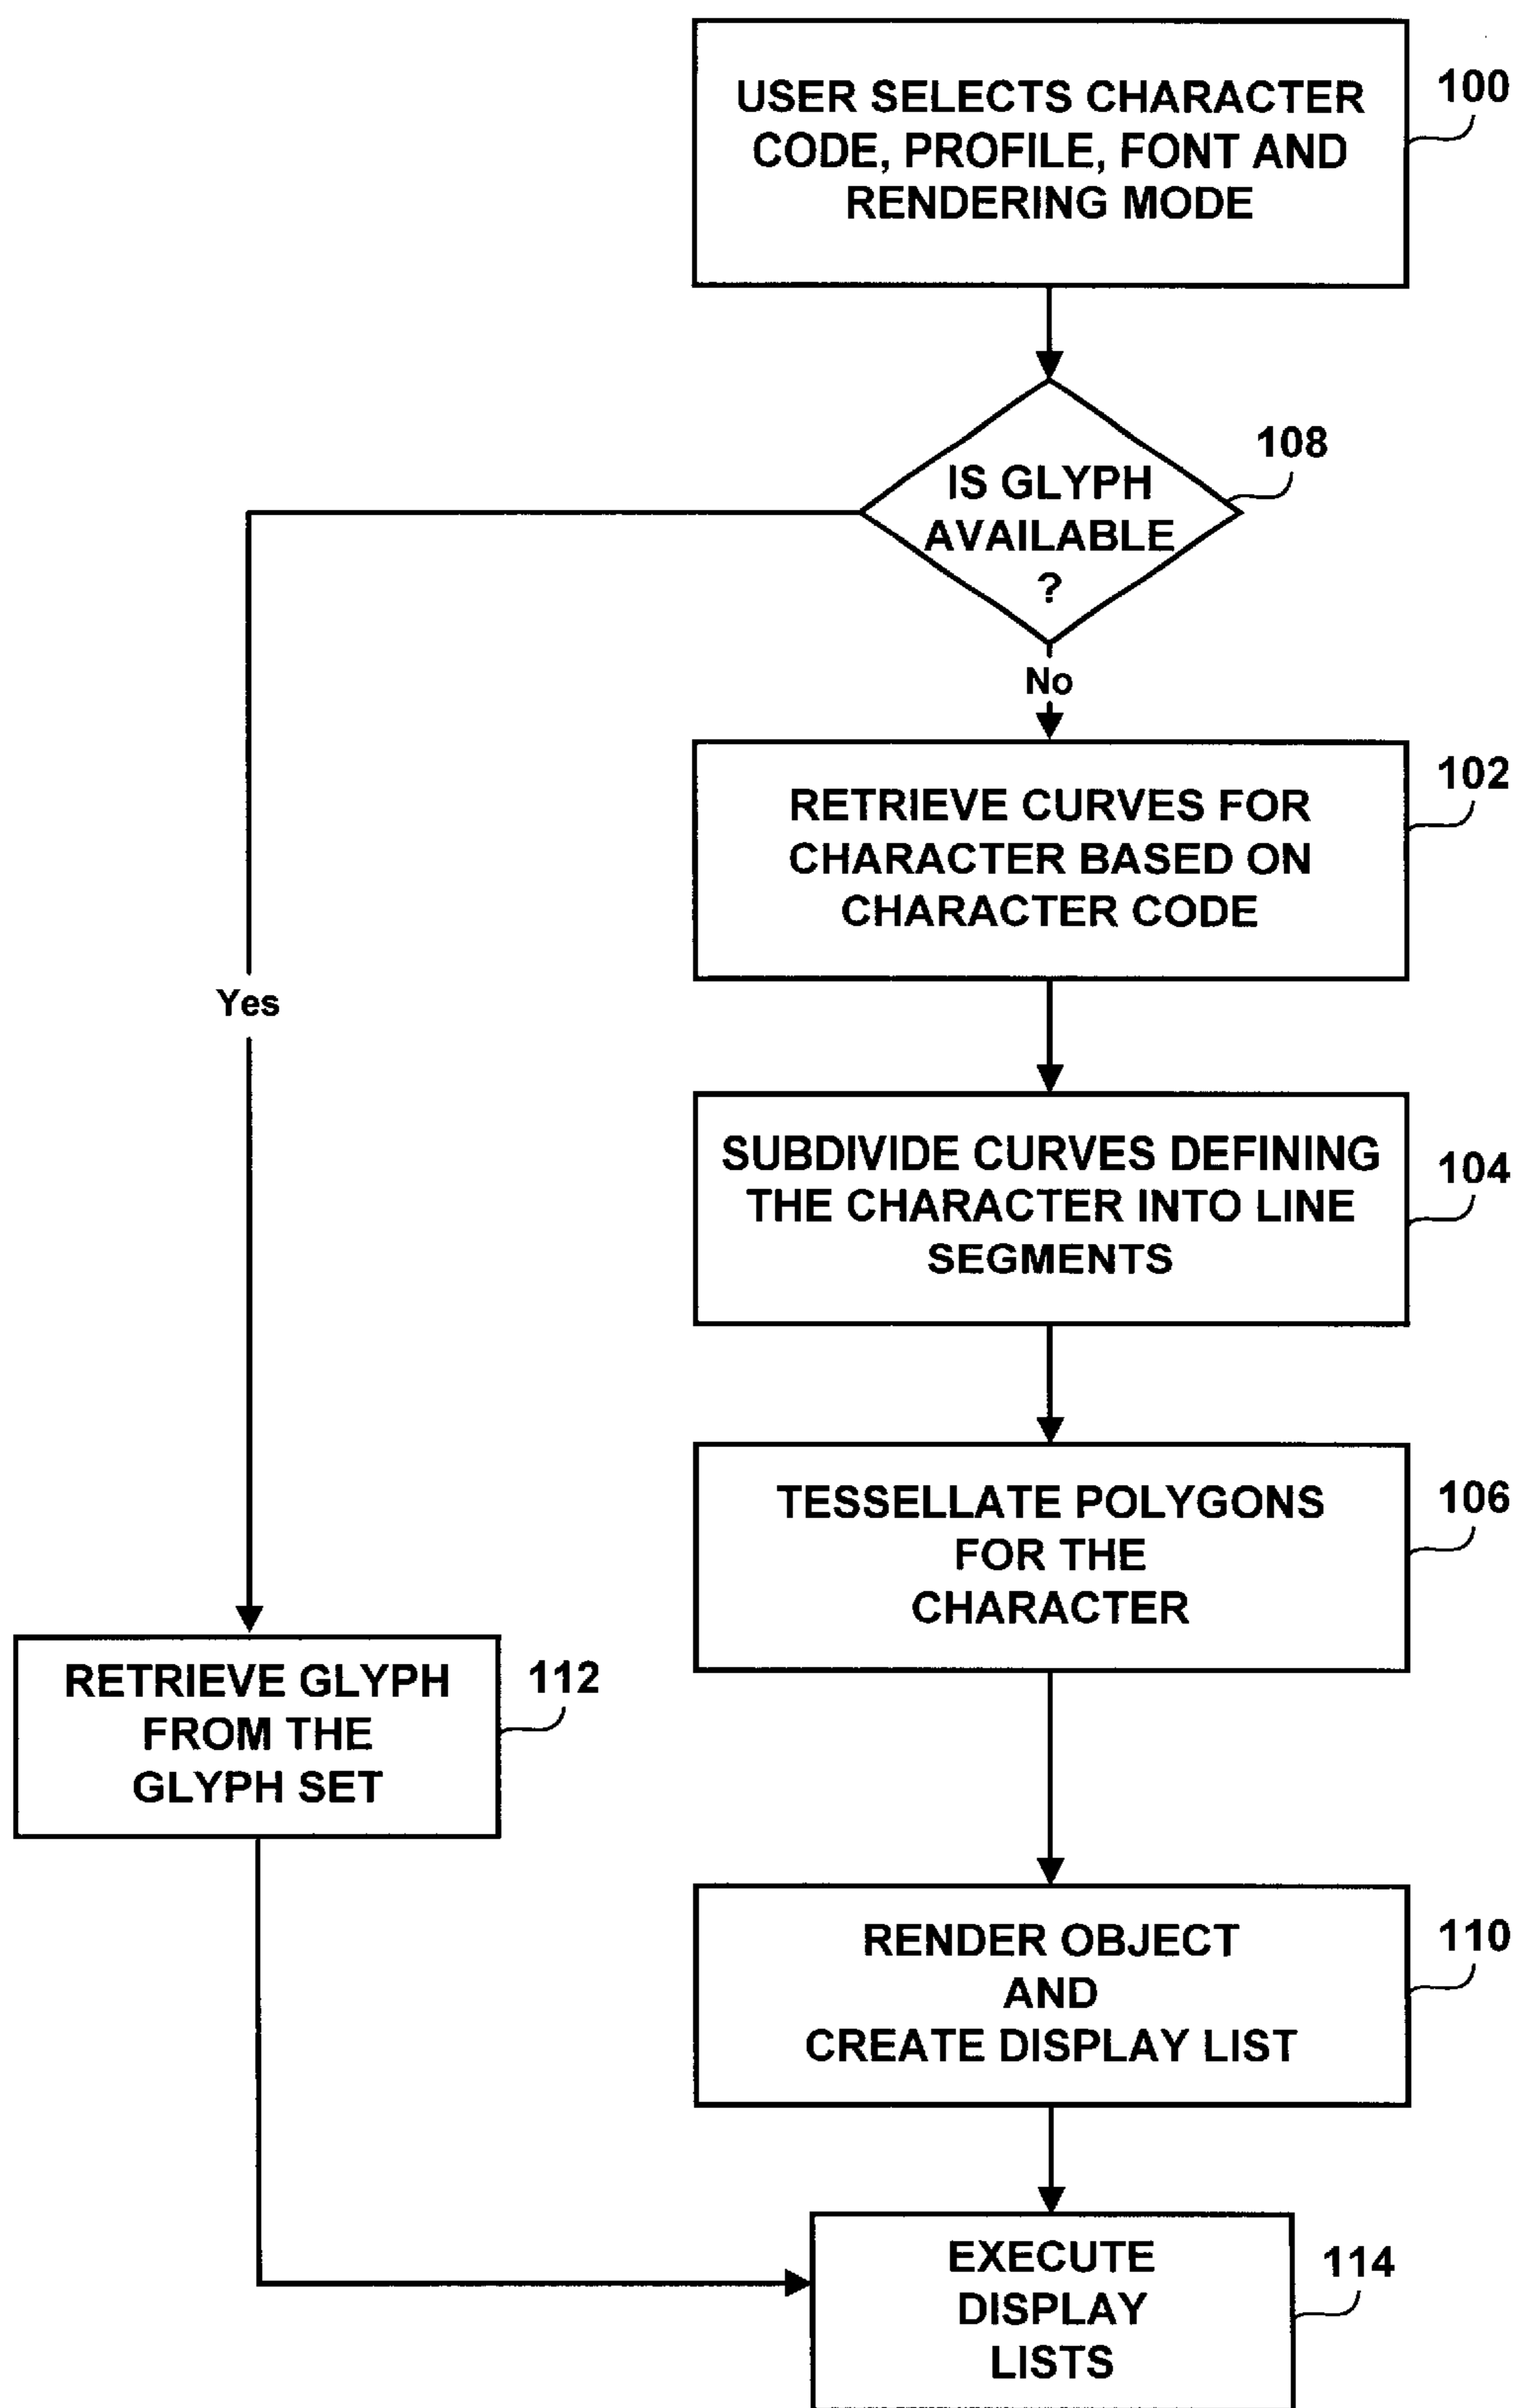 USER SELECTS CHARACTER
CODE, PROFILE, FONT AND
RENDERING MODE
100
IS GLYPH
AVAILABLE
?
108
No
RETRIEVE CURVES FOR
CHARACTER BASED ON
CHARACTER CODE
102
Yes
SUBDIVIDE CURVES DEFINING
THE CHARACTER INTO LINE
SEGMENTS
104
TESSELLATE POLYGONS
FOR THE
CHARACTER
106
RETRIEVE GLYPH
FROM THE
GLYPH SET
112
RENDER OBJECT
AND
CREATE DISPLAY LIST
110
EXECUTE
DISPLAY
LISTS
114